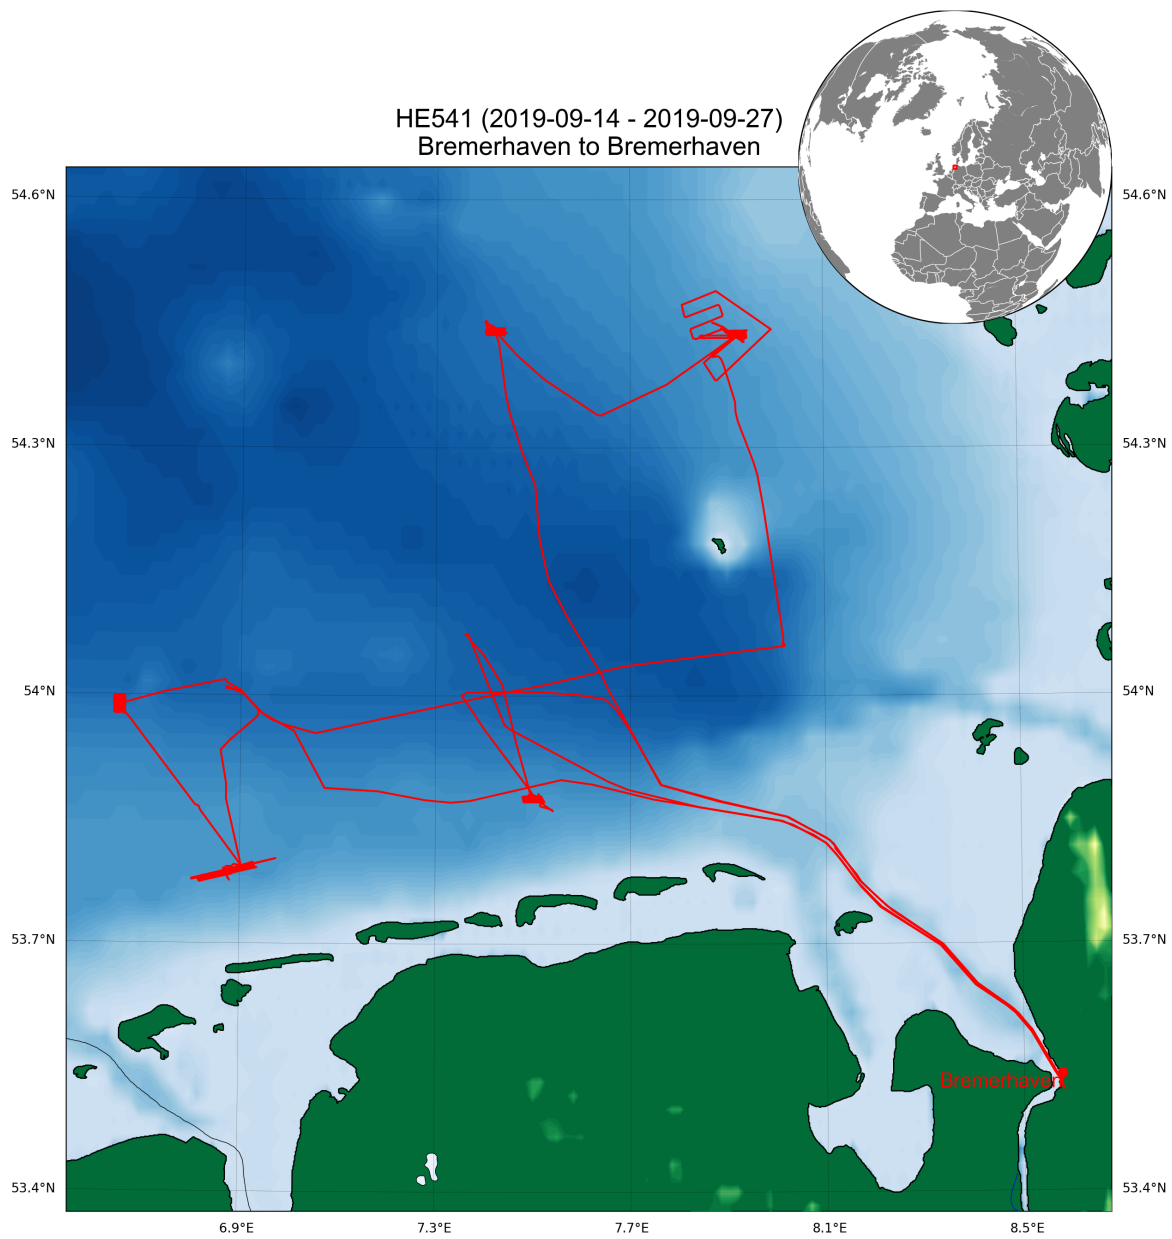 HE541 (2019-09-14 - 2019-09-27)
Bremerhaven to Bremerhaven
54.6°N
54.6°N
54.3°N
54.3°N
54°N
54°N
53.7°N
53.7°N
Bremerhaven
53.4°N
53.4°N
6.9°E
7.3°E
7.7°E
8.1°E
8.5°E